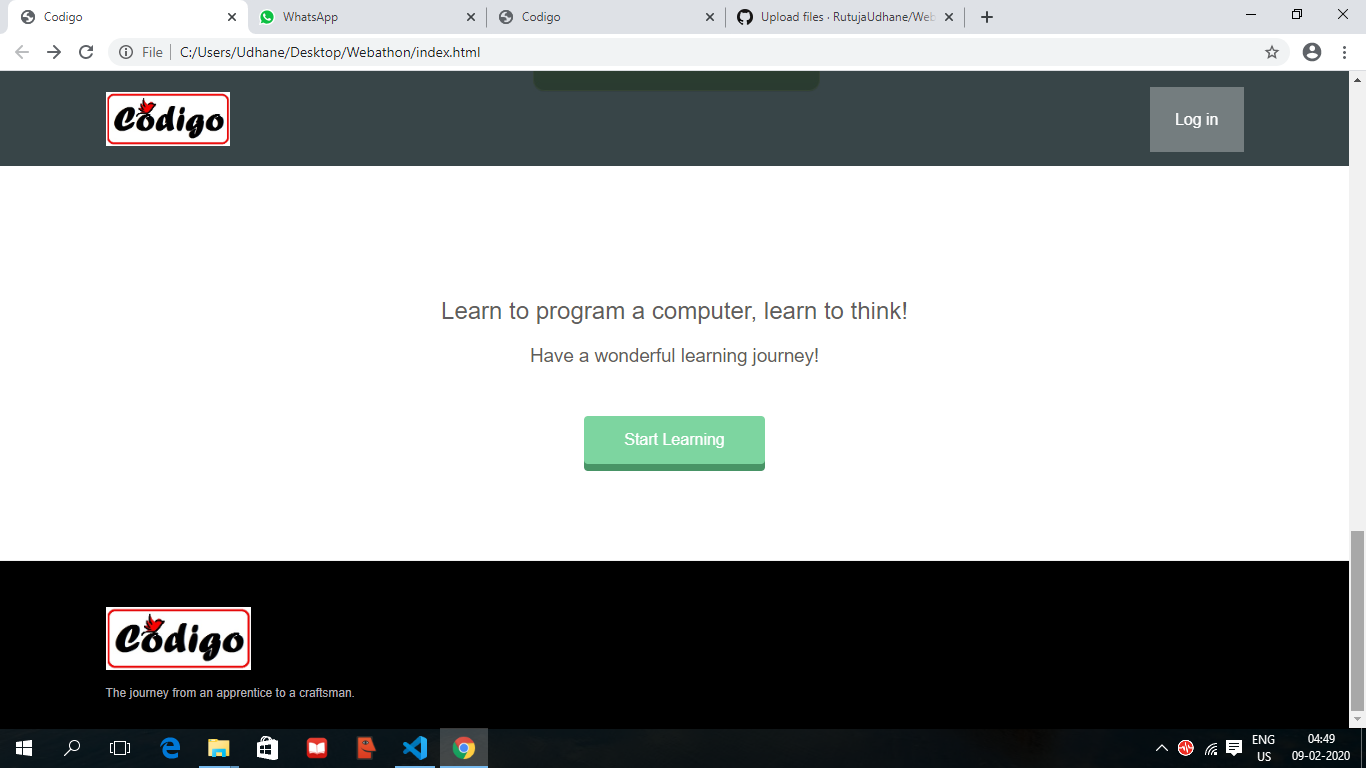 Codigo
WhatsApp
Codigo
Upload files · RutujaUdhane/Web
File
C:/Users/Udhane/Desktop/Webathon/index.html
Codigo
Log in
Learn to program a computer, learn to think!
Have a wonderful learning journey!
Start Learning
Codigo
The journey from an apprentice to a craftsman.
ENG
US
04:49
09-02-2020